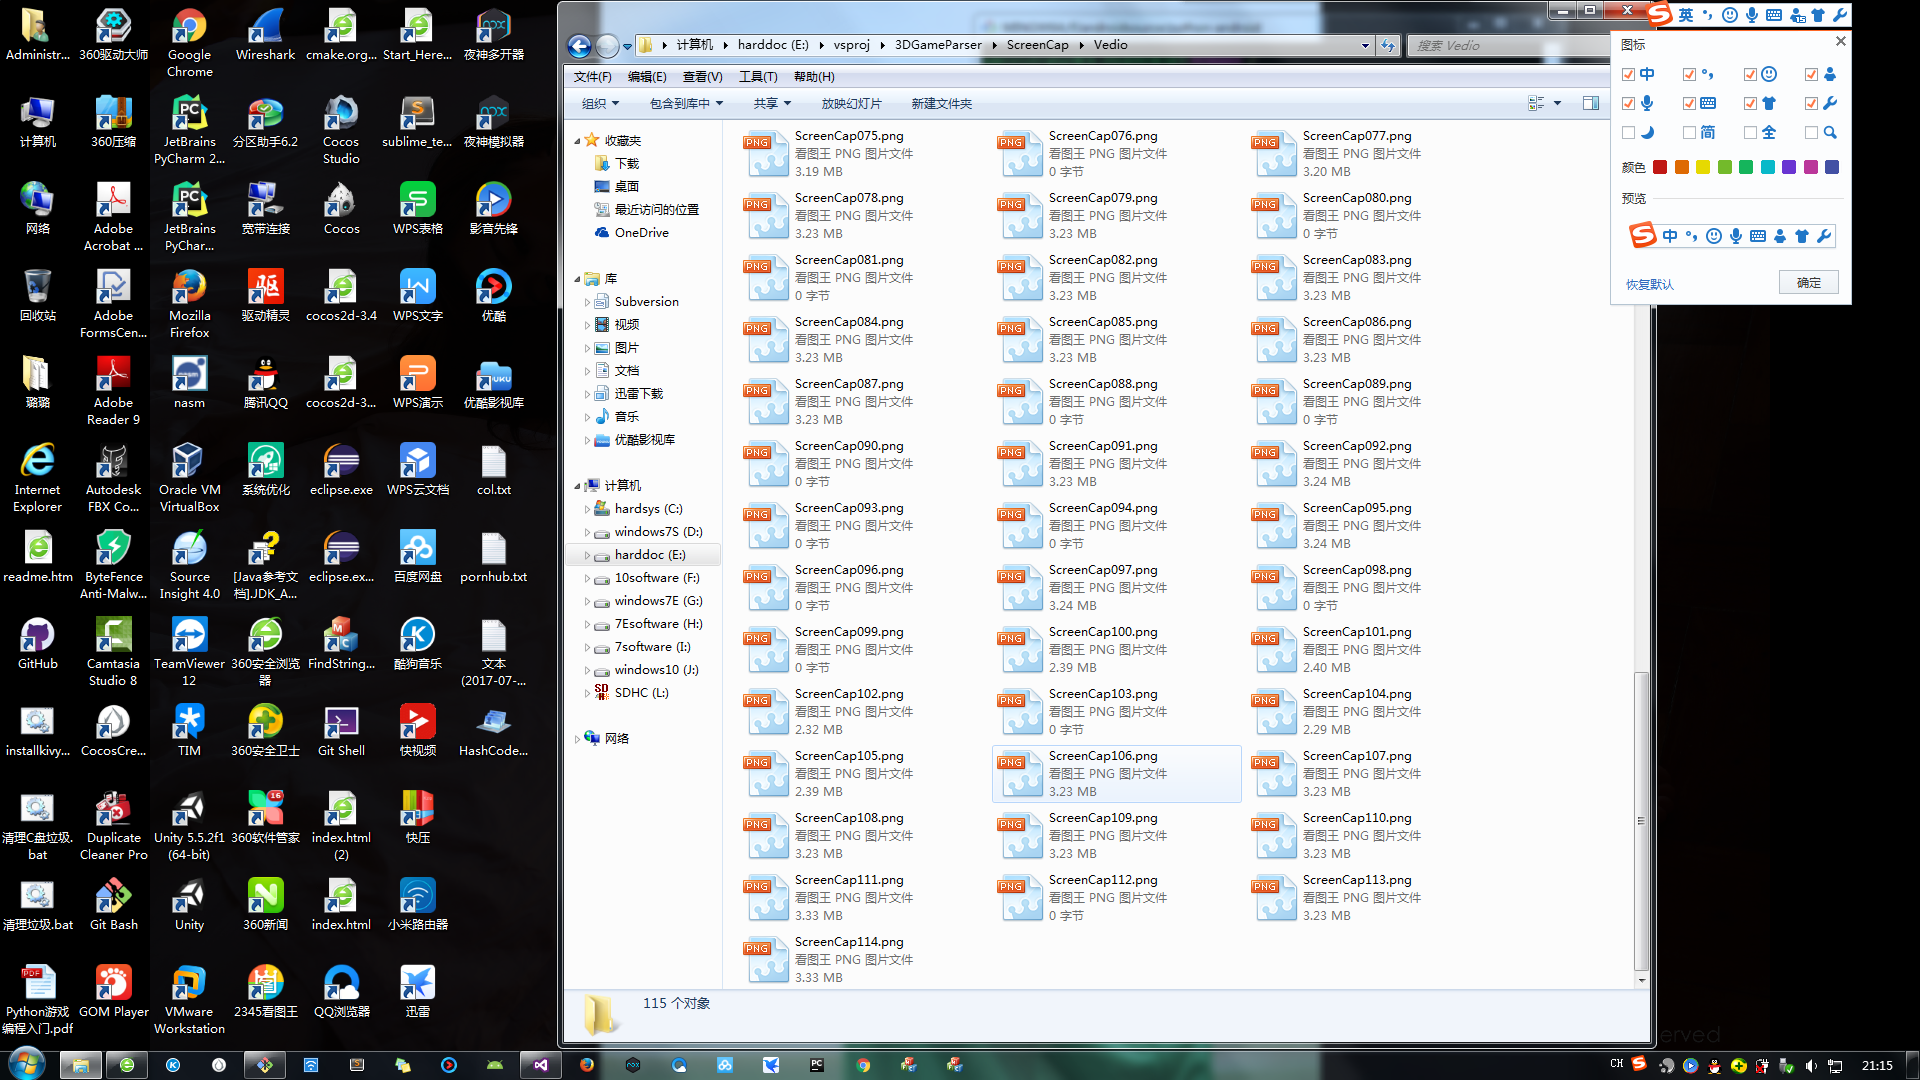 Administr...
360驱动大师
Google
Chrome
Wireshark
cmake.org...
Start_Here...
夜神多开器
计算机
360压缩
JetBrains
PyCharm 2...
分区助手6.2
Cocos
Studio
sublime_te...
夜神模拟器
网络
Adobe
Acrobat ...
JetBrains
PyChar...
宽带连接
Cocos
WPS表格
影音先锋
回收站
Adobe
FormsCen...
Mozilla
Firefox
驱动精灵
cocos2d-3.4
WPS文字
优酷
璐璐
Adobe
Reader 9
nasm
腾讯QQ
cocos2d-3...
WPS演示
优酷影视库
Internet
Explorer
Autodesk
FBX Co...
Oracle VM
VirtualBox
系统优化
eclipse.exe
WPS云文档
col.txt
readme.htm
ByteFence
Anti-Malw...
Source
Insight 4.0
[Java参考文
档].JDK_A...
eclipse.ex...
百度网盘
pornhub.txt
GitHub
Camtasia
Studio 8
TeamViewer
12
360安全浏览
器
FindString...
酷狗音乐
文本
(2017-07-...
installkivy...
CocosCre...
TIM
360安全卫士
Git Shell
快视频
HashCode...
清理C盘垃圾.
bat
Duplicate
Cleaner Pro
Unity 5.5.2f1
(64-bit)
360软件管家
index.html
(2)
快压
清理垃圾.bat
Git Bash
Unity
360新闻
index.html
小米路由器
Python游戏
编程入门.pdf
GOM Player
VMware
Workstation
2345看图王
QQ浏览器
迅雷
计算机
harddoc (E:)
vsproj
3DGameParser
ScreenCap
Vedio
搜索 Vedio
文件(F)
编辑(E)
查看(V)
工具(T)
帮助(H)
组织
包含到库中
共享
放映幻灯片
新建文件夹
收藏夹
下载
桌面
最近访问的位置
OneDrive
库
Subversion
视频
图片
文档
迅雷下载
音乐
优酷影视库
计算机
hardsys (C:)
windows7S (D:)
harddoc (E:)
10software (F:)
windows7E (G:)
7Esoftware (H:)
7software (I:)
windows10 (J:)
SDHC (L:)
网络
ScreenCap075.png
看图王 PNG 图片文件
3.19 MB
ScreenCap076.png
看图王 PNG 图片文件
0 字节
ScreenCap077.png
看图王 PNG 图片文件
3.20 MB
ScreenCap078.png
看图王 PNG 图片文件
3.23 MB
ScreenCap079.png
看图王 PNG 图片文件
3.23 MB
ScreenCap080.png
看图王 PNG 图片文件
0 字节
ScreenCap081.png
看图王 PNG 图片文件
0 字节
ScreenCap082.png
看图王 PNG 图片文件
3.23 MB
ScreenCap083.png
看图王 PNG 图片文件
3.23 MB
ScreenCap084.png
看图王 PNG 图片文件
3.23 MB
ScreenCap085.png
看图王 PNG 图片文件
3.23 MB
ScreenCap086.png
看图王 PNG 图片文件
3.23 MB
ScreenCap087.png
看图王 PNG 图片文件
3.23 MB
ScreenCap088.png
看图王 PNG 图片文件
0 字节
ScreenCap089.png
看图王 PNG 图片文件
0 字节
ScreenCap090.png
看图王 PNG 图片文件
0 字节
ScreenCap091.png
看图王 PNG 图片文件
3.23 MB
ScreenCap092.png
看图王 PNG 图片文件
3.24 MB
ScreenCap093.png
看图王 PNG 图片文件
0 字节
ScreenCap094.png
看图王 PNG 图片文件
0 字节
ScreenCap095.png
看图王 PNG 图片文件
3.24 MB
ScreenCap096.png
看图王 PNG 图片文件
0 字节
ScreenCap097.png
看图王 PNG 图片文件
3.24 MB
ScreenCap098.png
看图王 PNG 图片文件
0 字节
ScreenCap099.png
看图王 PNG 图片文件
0 字节
ScreenCap100.png
看图王 PNG 图片文件
2.39 MB
ScreenCap101.png
看图王 PNG 图片文件
2.40 MB
ScreenCap102.png
看图王 PNG 图片文件
2.32 MB
ScreenCap103.png
看图王 PNG 图片文件
0 字节
ScreenCap104.png
看图王 PNG 图片文件
2.29 MB
ScreenCap105.png
看图王 PNG 图片文件
2.39 MB
ScreenCap106.png
看图王 PNG 图片文件
3.23 MB
ScreenCap107.png
看图王 PNG 图片文件
3.23 MB
ScreenCap108.png
看图王 PNG 图片文件
3.23 MB
ScreenCap109.png
看图王 PNG 图片文件
3.23 MB
ScreenCap110.png
看图王 PNG 图片文件
3.23 MB
ScreenCap111.png
看图王 PNG 图片文件
3.33 MB
ScreenCap112.png
看图王 PNG 图片文件
0 字节
ScreenCap113.png
看图王 PNG 图片文件
3.23 MB
ScreenCap114.png
看图王 PNG 图片文件
3.33 MB
115 个对象
英
图标
中
简
全
颜色
预览
中
恢复默认
确定
erved
CH
21:15